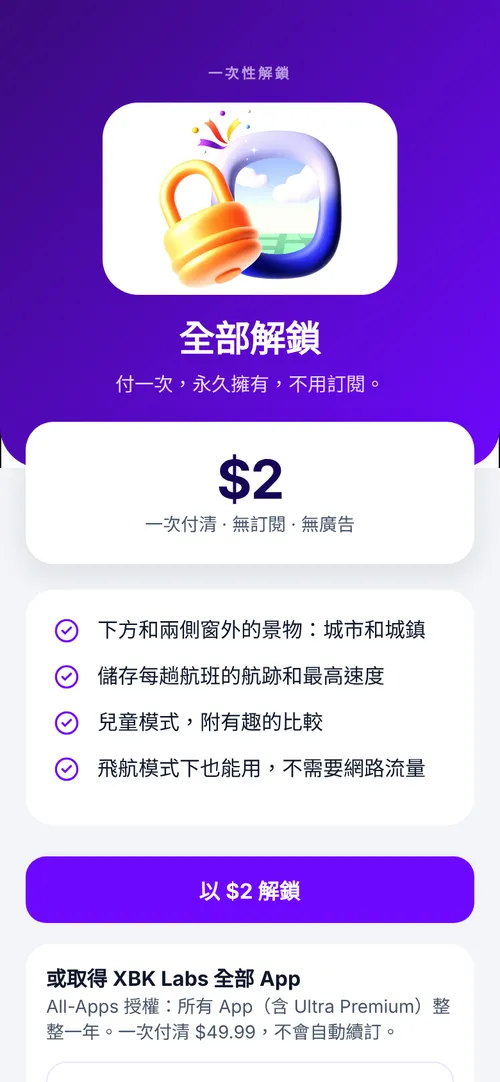 一次性解鎖
全部解鎖
付一次，永久擁有，不用訂閱。
$2
一次付清 · 無訂閱 · 無廣告
下方和兩側窗外的景物：城市和城鎮
儲存每趟航班的航跡和最高速度
兒童模式，附有趣的比較
飛航模式下也能用，不需要網路流量
以 $2 解鎖
或取得 XBK Labs 全部 App
All-Apps 授權：所有 App（含 Ultra Premium）整
整一年。一次付清 $49.99，不會自動續訂。